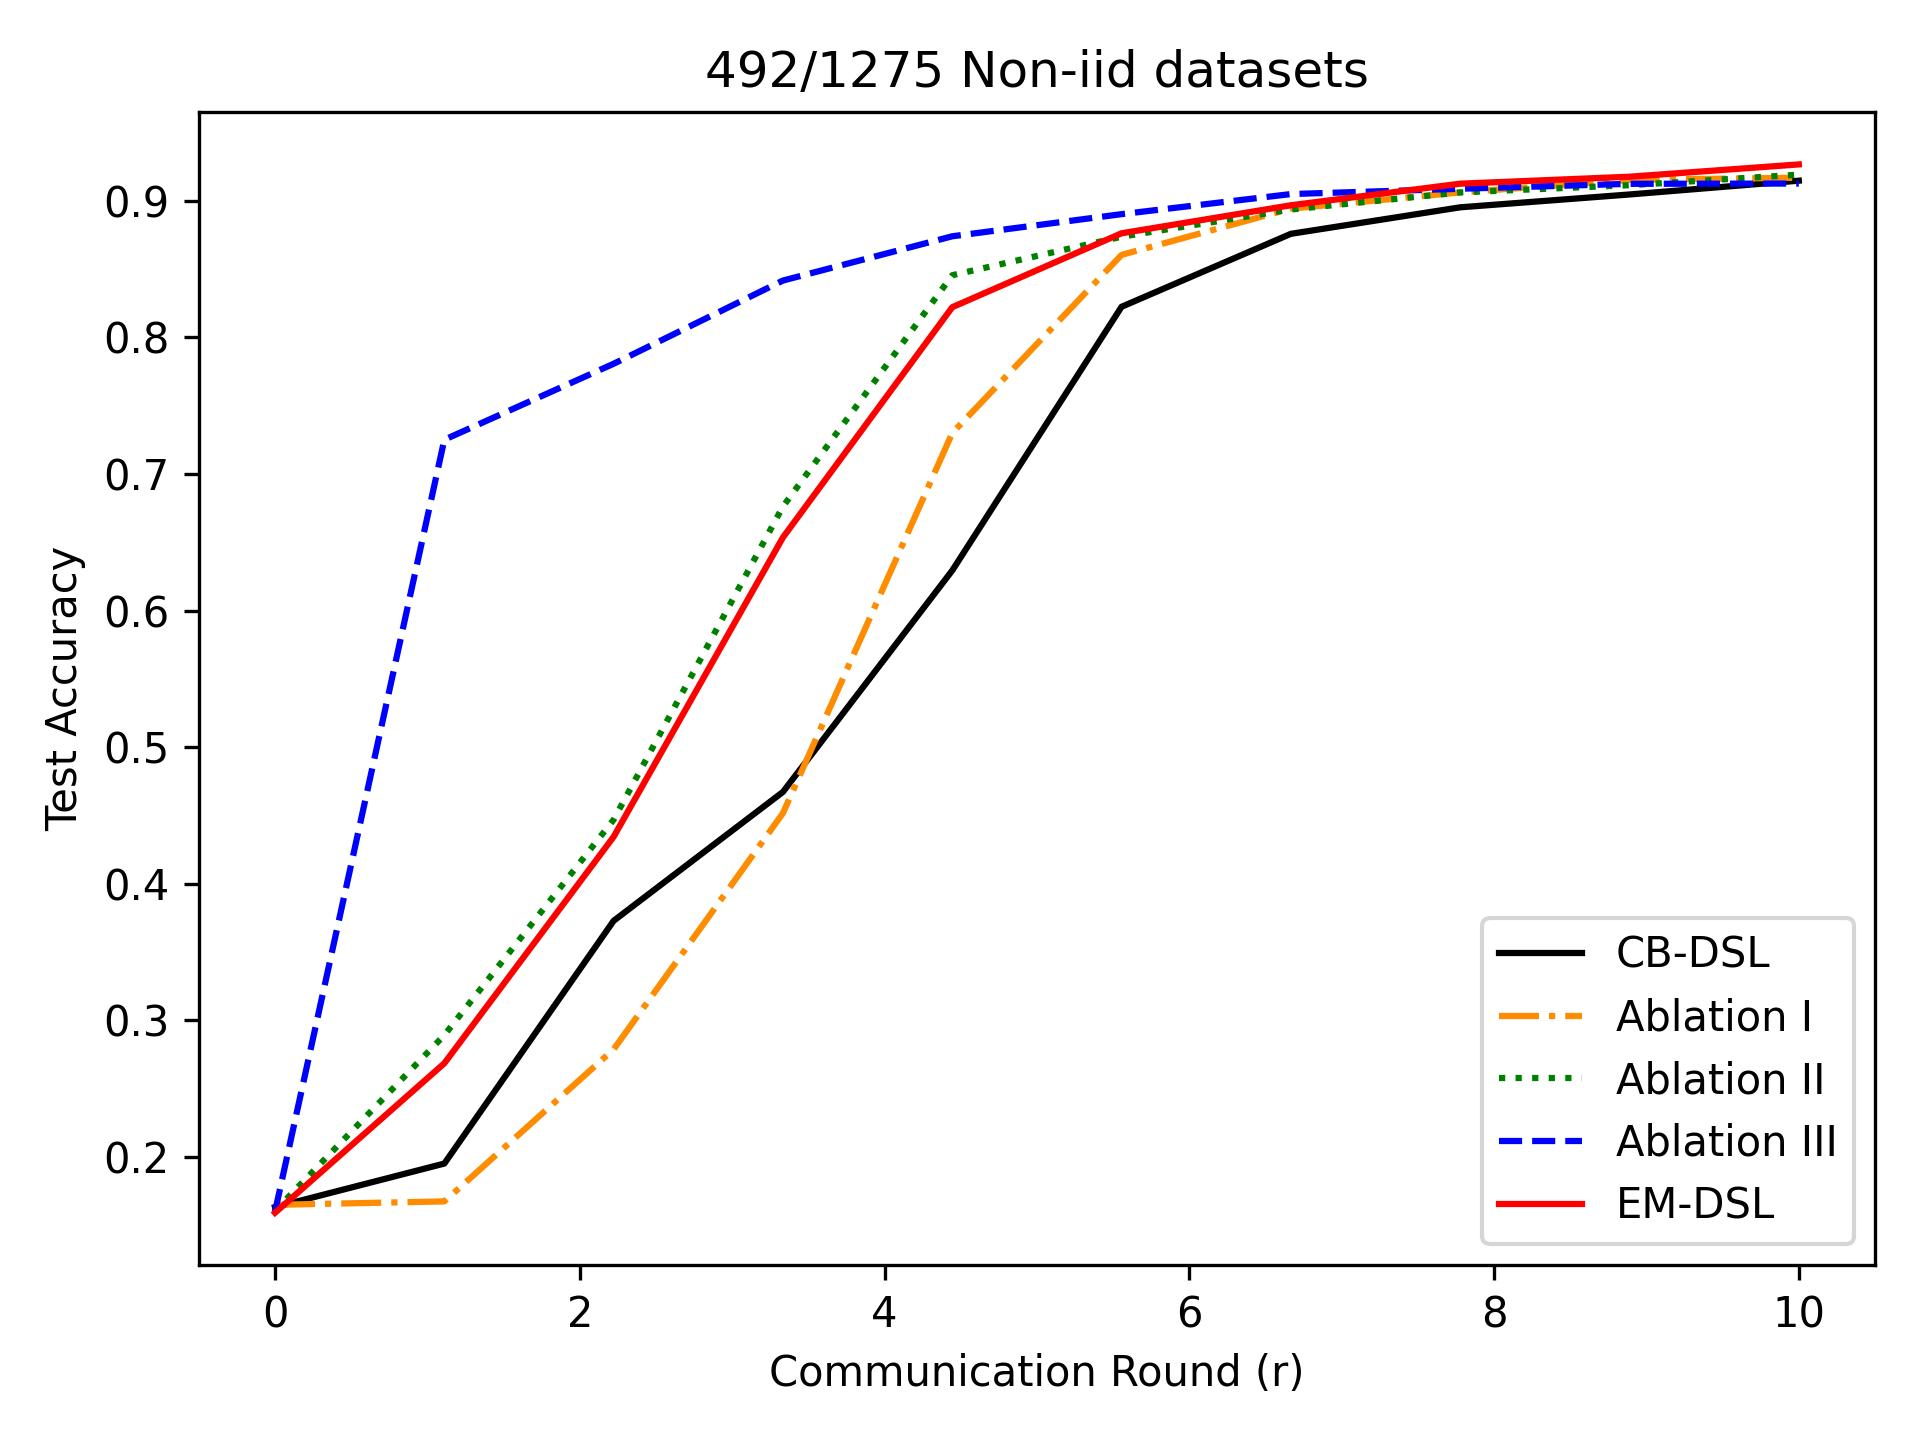 492/1275 Non-iid datasets
Test Accuracy
0.9
0.8
0.7
0.6
0.5
0.4
0.3
0.2
0 2 4 6 8 10
Communication Round (r)
CB-DSL
Ablation I
Ablation II
Ablation III
EM-DSL